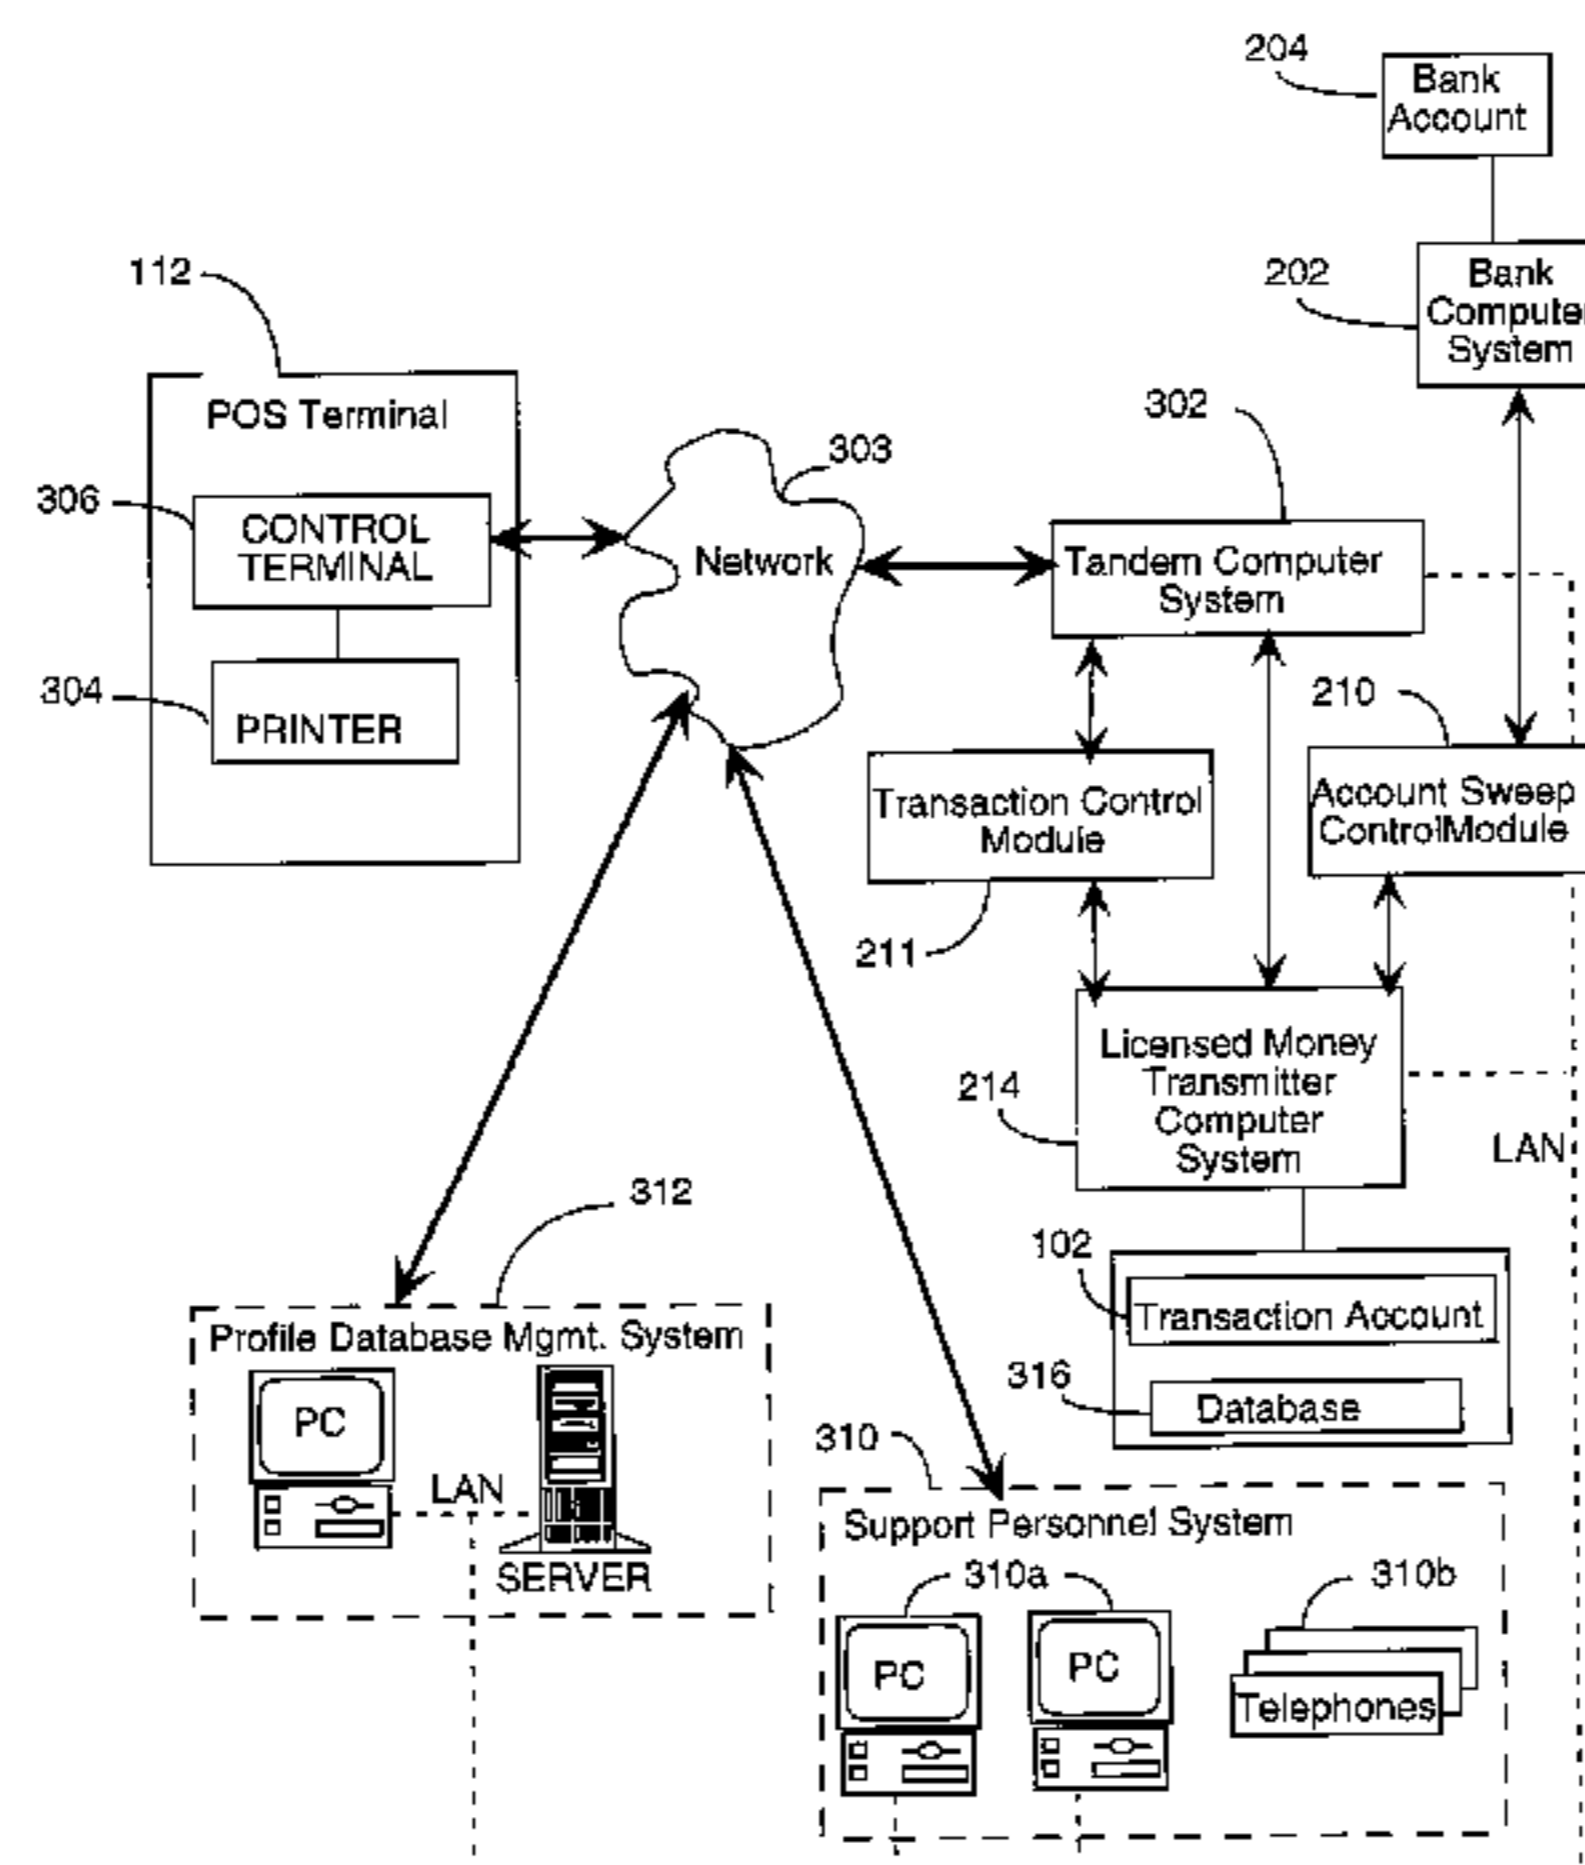 204
Bank
Account
112
202
Bank
Computer
System
POS Terminal
302
303
306
CONTROL
TERMINAL
Network
Tandem Computer
System
304
PRINTER
210
Transaction Control
Module
Account Sweep
ControlModule
211
Licensed Money
Transmitter
Computer
System
214
LAN
312
102
Transaction Account
Profile Database Mgmt. System
316
Database
PC
310
LAN
Support Personnel System
SERVER
310a
310b
PC
PC
Telephones